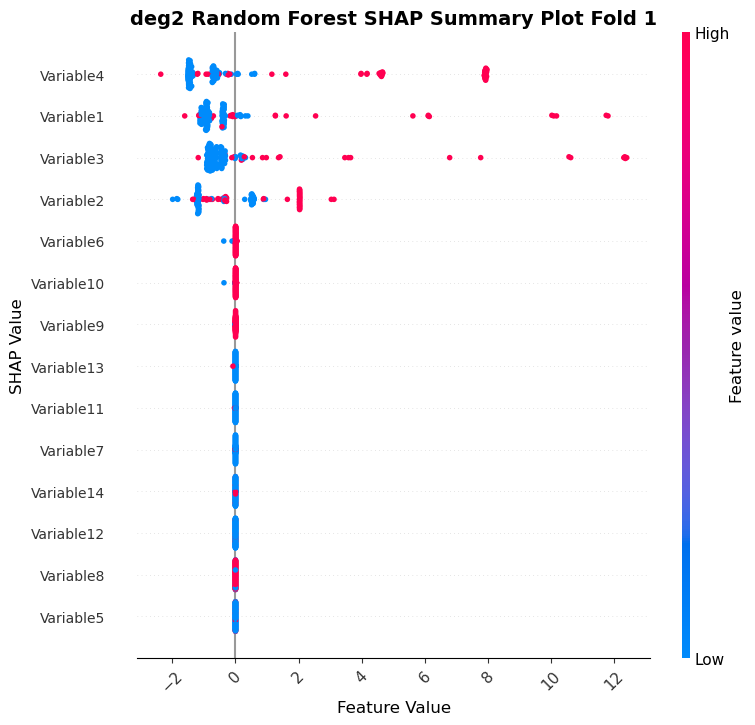 deg2 Random Forest SHAP Summary Plot Fold 1
High
Variable4
Variable1
Variable3
Variable2
Variable6
Variable10
Variable9
Variable13
Variable11
Variable7
Variable14
Variable12
Variable8
Variable5
SHAP Value
Feature value
Low
−2
0
2
4
6
8
10
12
Feature Value